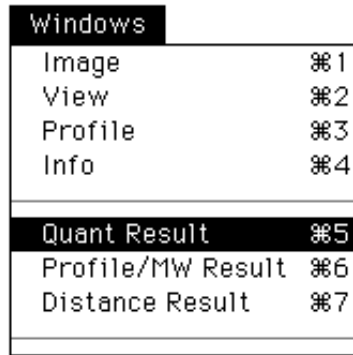 Windows
Image ⌘1
View ⌘2
Profile ⌘3
Info ⌘4
Quant Result ⌘5
Profile/MW Result ⌘6
Distance Result ⌘7